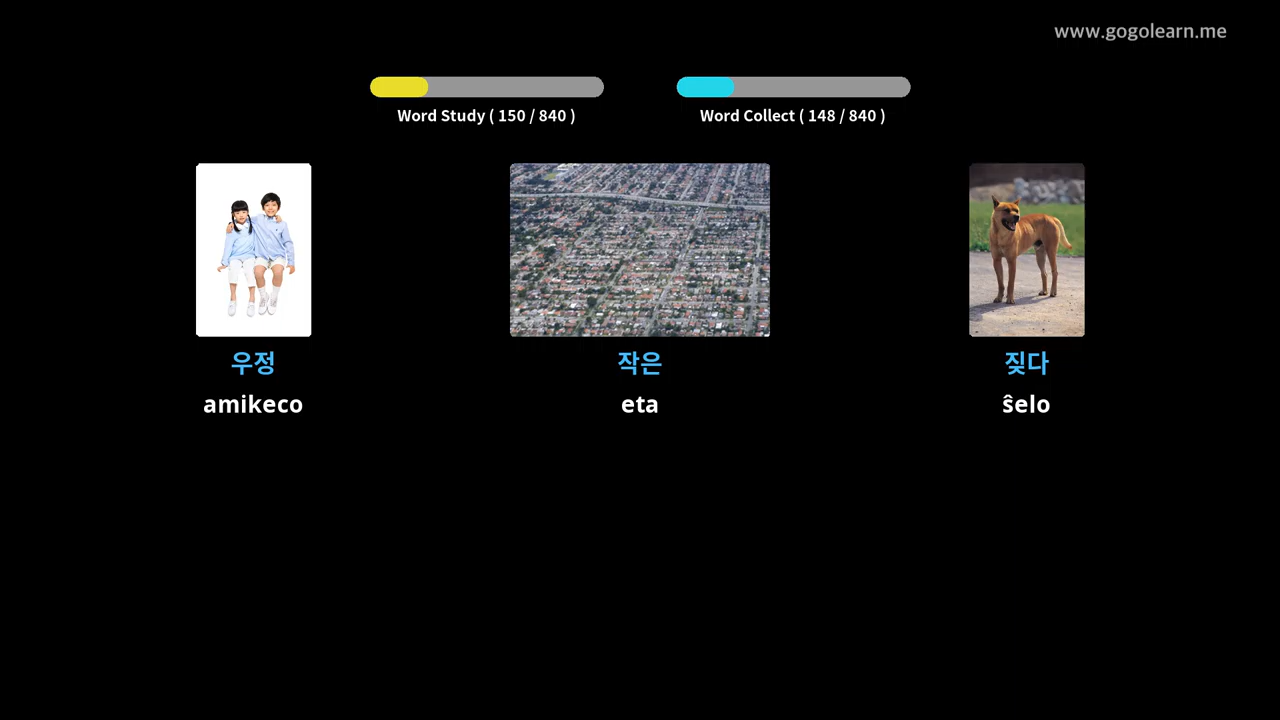 www.gogolearn.me
Word Study ( 150 / 840 )
Word Collect ( 148 / 840 )
우정
작은
짖다
amikeco
eta
ŝelo